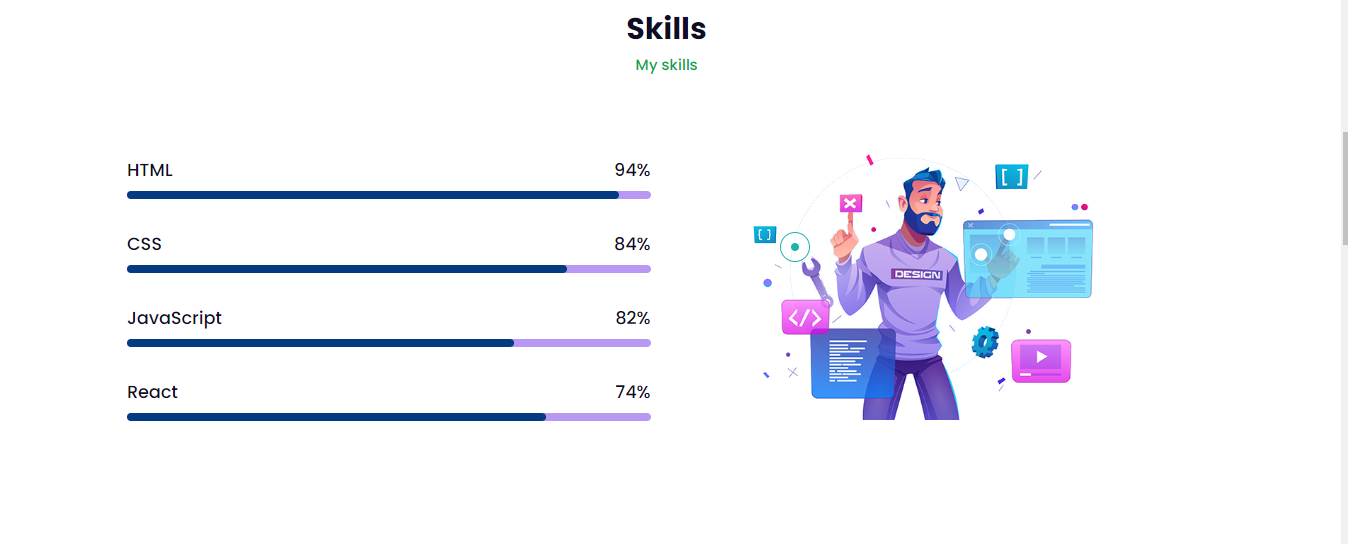 Skills
My skills
HTML 94%
CSS 84%
JavaScript 82%
React 74%
[ ]
[ ]
DESIGN
</>